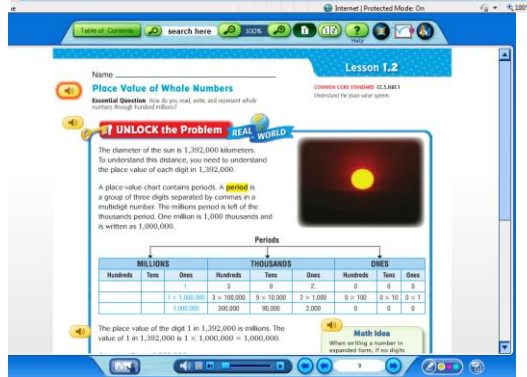 Internet | Protected Mode: On
100%
Table of Contents
search here
100%
Help
Lesson 1.2
Name
Place Value of Whole Numbers
Essential Question How do you read, write, and represent whole
numbers through hundred millions?
COMMON CORE STANDARD CC.5.NBT.1
Understand the place value system.
UNLOCK the Problem REAL WORLD
The diameter of the sun is 1,392,000 kilometers.
To understand this distance, you need to understand
the place value of each digit in 1,392,000.
A place-value chart contains periods. A period is
a group of three digits separated by commas in a
multidigit number. The millions period is left of the
thousands period. One million is 1,000 thousands and
is written as 1,000,000.
Periods
MILLIONS THOUSANDS ONES
Hundreds Tens Ones Hundreds Tens Ones Hundreds Tens Ones
1, 3 9 2, 0 0 0
1 × 1,000,000 3 × 100,000 9 × 10,000 2 × 1,000 0 × 100 0 × 10 0 × 1
1,000,000 300,000 90,000 2,000 0 0 0
The place value of the digit 1 in 1,392,000 is millions. The
value of 1 in 1,392,000 is 1 × 1,000,000 = 1,000,000.
Math Idea
When writing a number in
expanded form, if no digits
9